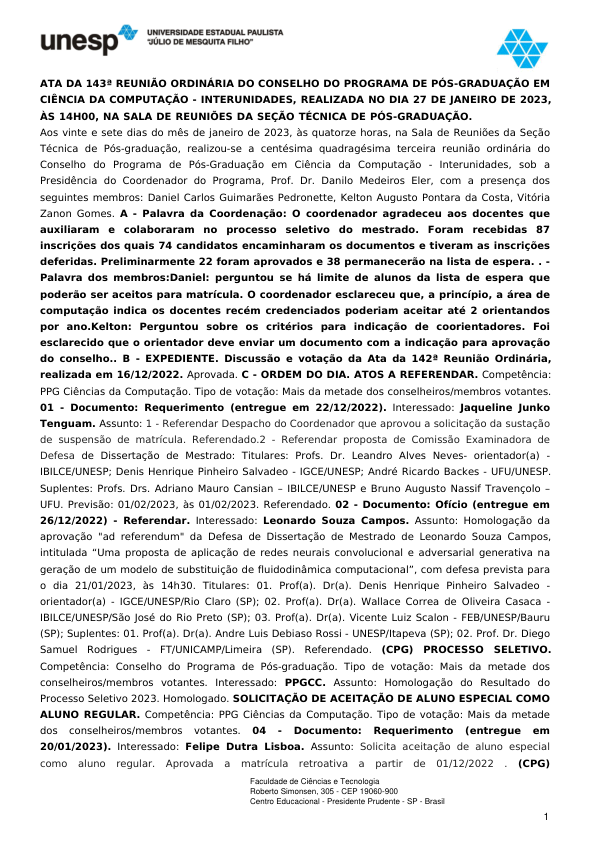 unesp
UNIVERSIDADE ESTADUAL PAULISTA
"JÚLIO DE MESQUITA FILHO"
ATA DA 143ª REUNIÃO ORDINÁRIA DO CONSELHO DO PROGRAMA DE PÓS-GRADUAÇÃO EM
CIÊNCIA DA COMPUTAÇÃO - INTERUNIDADES, REALIZADA NO DIA 27 DE JANEIRO DE 2023,
ÀS 14H00, NA SALA DE REUNIÕES DA SEÇÃO TÉCNICA DE PÓS-GRADUAÇÃO.
Aos vinte e sete dias do mês de janeiro de 2023, às quatorze horas, na Sala de Reuniões da Seção
Técnica de Pós-graduação, realizou-se a centésima quadragésima terceira reunião ordinária do
Conselho do Programa de Pós-Graduação em Ciência da Computação - Interunidades, sob a
Presidência do Coordenador do Programa, Prof. Dr. Danilo Medeiros Eler, com a presença dos
seguintes membros: Daniel Carlos Guimarães Pedronette, Kelton Augusto Pontara da Costa, Vitória
Zanon Gomes. A - Palavra da Coordenação: O coordenador agradeceu aos docentes que
auxiliaram e colaboraram no processo seletivo do mestrado. Foram recebidas 87
inscrições dos quais 74 candidatos encaminharam os documentos e tiveram as inscrições
deferidas. Preliminarmente 22 foram aprovados e 38 permanecerão na lista de espera. . -
Palavra dos membros:Daniel: perguntou se há limite de alunos da lista de espera que
poderão ser aceitos para matrícula. O coordenador esclareceu que, a princípio, a área de
computação indica os docentes recém credenciados poderiam aceitar até 2 orientandos
por ano.Kelton: Perguntou sobre os critérios para indicação de coorientadores. Foi
esclarecido que o orientador deve enviar um documento com a indicação para aprovação
do conselho.. B - EXPEDIENTE. Discussão e votação da Ata da 142ª Reunião Ordinária,
realizada em 16/12/2022. Aprovada. C - ORDEM DO DIA. ATOS A REFERENDAR. Competência:
PPG Ciências da Computação. Tipo de votação: Mais da metade dos conselheiros/membros votantes.
01 - Documento: Requerimento (entregue em 22/12/2022). Interessado: Jaqueline Junko
Tenguam. Assunto: 1 - Referendar Despacho do Coordenador que aprovou a solicitação da sustação
de suspensão de matrícula. Referendado.2 - Referendar proposta de Comissão Examinadora de
Defesa de Dissertação de Mestrado: Titulares: Profs. Drs. Leandro Alves Neves- orientador(a) -
IBILCE/UNESP; Denis Henrique Pinheiro Salvadeo - IGCE/UNESP; André Ricardo Backes - UFU/UNESP.
Suplentes: Profs. Drs. Adriano Mauro Cansian – IBILCE/UNESP e Bruno Augusto Nassif Travençolo –
UFU. Previsão: 01/02/2023, às 01/02/2023. Referendado. 02 - Documento: Ofício (entregue em
26/12/2022) - Referendar. Interessado: Leonardo Souza Campos. Assunto: Homologação da
aprovação "ad referendum" da Defesa de Dissertação de Mestrado de Leonardo Souza Campos,
intitulada “Uma proposta de aplicação de redes neurais convolucional e adversarial generativa na
geração de um modelo de substituição de fluidodinâmica computacional”, com defesa prevista para
o dia 21/01/2023, às 14h30. Titulares: 01. Prof(a). Dr(a). Denis Henrique Pinheiro Salvadeo -
orientador(a) - IGCE/UNESP/Rio Claro (SP); 02. Prof(a). Dr(a). Wallace Correa de Oliveira Casaca -
IBILCE/UNESP/São José do Rio Preto (SP); 03. Prof(a). Dr(a). Vicente Luiz Scalon - FEB/UNESP/Bauru
(SP); Suplentes: 01. Prof(a). Dr(a). Andre Luis Debiaso Rossi - UNESP/Itapeva (SP); 02. Prof. Dr. Diego
Samuel Rodrigues - FT/UNICAMP/Limeira (SP). Referendado. (CPG) PROCESSO SELETIVO.
Competência: Conselho do Programa de Pós-graduação. Tipo de votação: Mais da metade dos
conselheiros/membros votantes. Interessado: PPGCC. Assunto: Homologação do Resultado do
Processo Seletivo 2023. Homologado. SOLICITAÇÃO DE ACEITAÇÃO DE ALUNO ESPECIAL COMO
ALUNO REGULAR. Competência: PPG Ciências da Computação. Tipo de votação: Mais da metade
dos conselheiros/membros votantes. 04 - Documento: Requerimento (entregue em
20/01/2023). Interessado: Felipe Dutra Lisboa. Assunto: Solicita aceitação de aluno especial
como aluno regular. Aprovada a matrícula retroativa a partir de 01/12/2022 . (CPG)
Faculdade de Ciências e Tecnologia
Roberto Simonsen, 305 - CEP 19060-900
Centro Educacional - Presidente Prudente - SP - Brasil
1